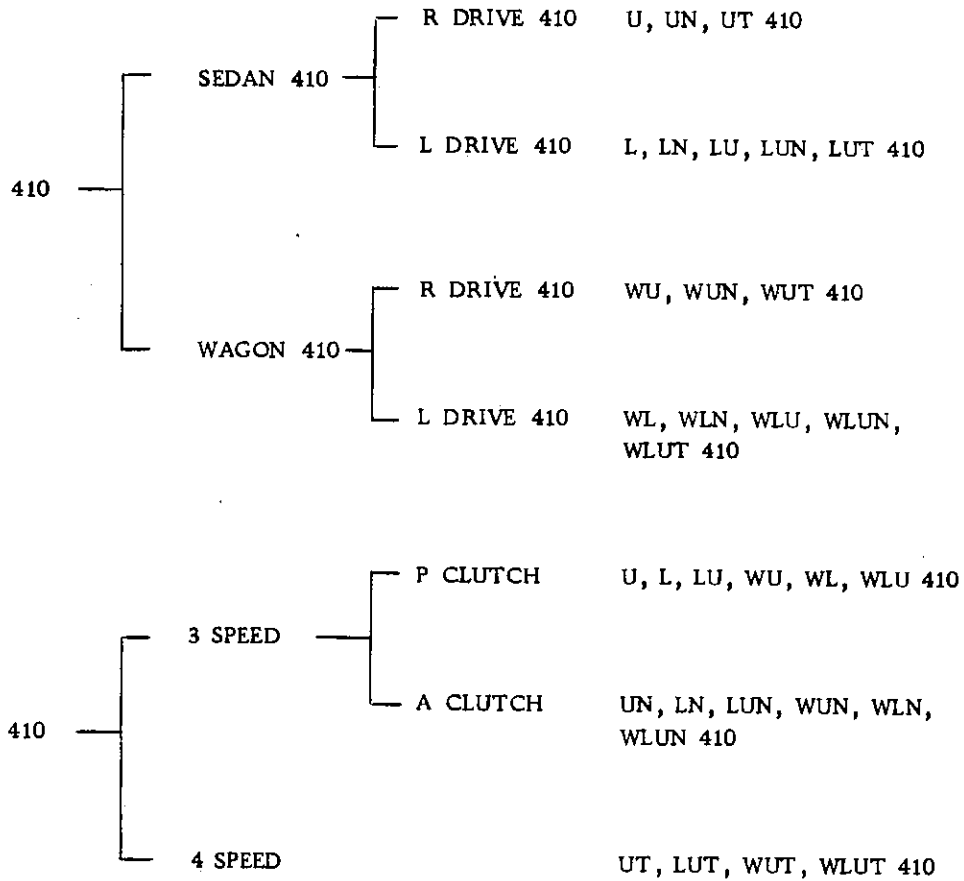 R DRIVE 410 U, UN, UT 410
SEDAN 410
L DRIVE 410 L, LN, LU, LUN, LUT 410
410
R DRIVE 410 WU, WUN, WUT 410
WAGON 410
L DRIVE 410 WL, WLN, WLU, WLUN,
WLUT 410
P CLUTCH U, L, LU, WU, WL, WLU 410
3 SPEED
A CLUTCH UN, LN, LUN, WUN, WLN,
WLUN 410
410
4 SPEED UT, LUT, WUT, WLUT 410